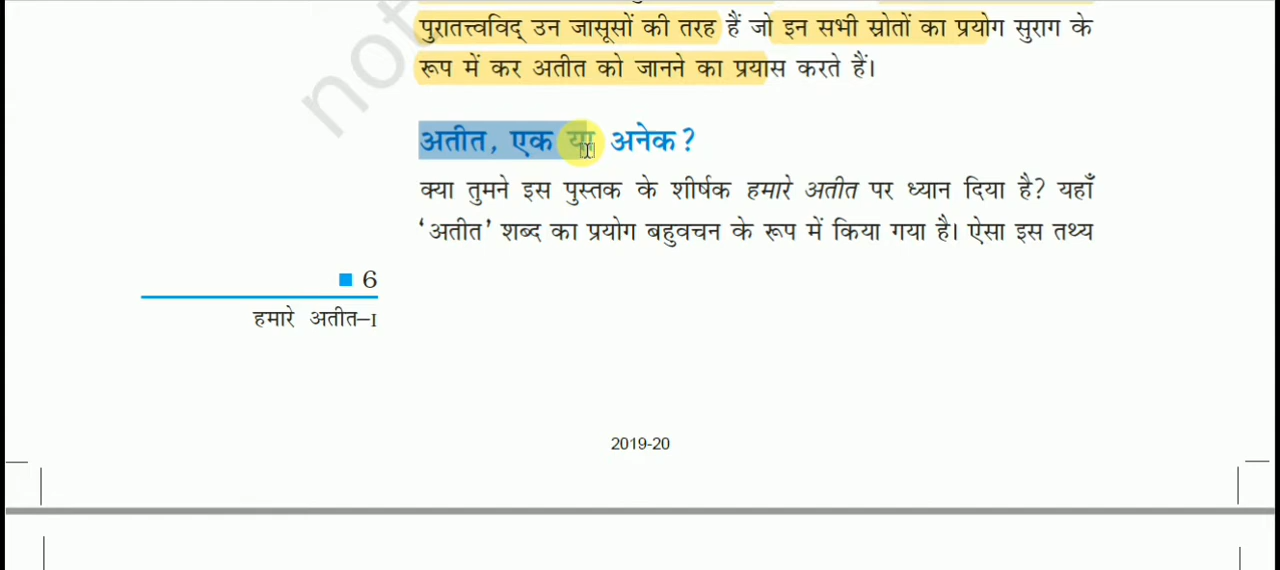 पुरातत्त्वविद् उन जासूसों की तरह हैं जो इन सभी स्रोतों का प्रयोग सुराग के
रूप में कर अतीत को जानने का प्रयास करते हैं।
अतीत, एक या अनेक?
क्या तुमने इस पुस्तक के शीर्षक हमारे अतीत पर ध्यान दिया है? यहाँ
‘अतीत’ शब्द का प्रयोग बहुवचन के रूप में किया गया है। ऐसा इस तथ्य
■ 6
हमारे अतीत–I
2019-20
not